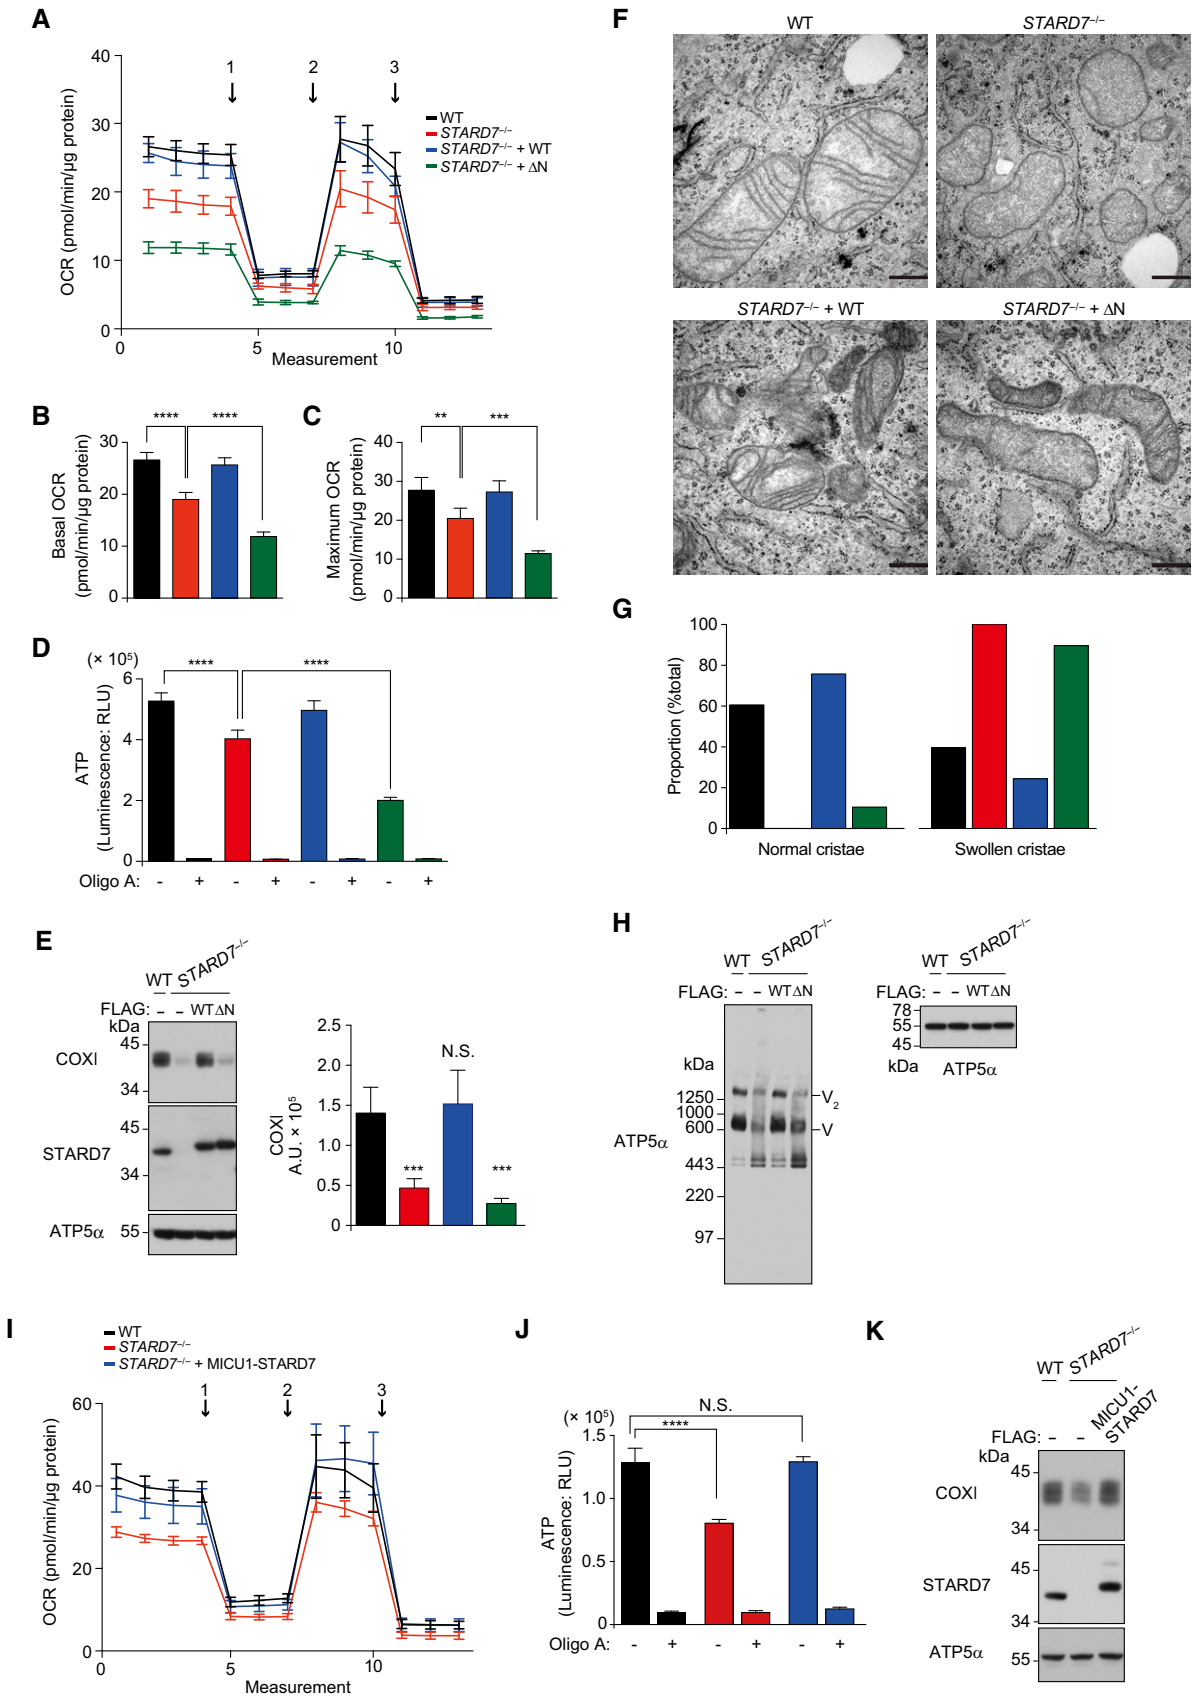 A
40
30
20
10
0
OCR (pmol/min/µg protein)
1
2
3
WT
STARD7–/–
STARD7–/– + WT
STARD7–/– + ΔN
0
5
10
Measurement
B
****
****
30
20
10
0
Basal OCR
(pmol/min/µg protein)
C
**
***
40
30
20
10
0
Maximum OCR
(pmol/min/µg protein)
D
(× 10⁵)
****
****
6
4
2
0
ATP
(Luminescence: RLU)
Oligo A: - + - + - + - +
E
WT STARD7–/–
FLAG: – – WT ΔN
kDa
COXI
45
34
STARD7
45
34
ATP5α
55
2.5
2.0
1.5
1.0
0.5
0
COXI
A.U. × 10⁵
***
N.S.
***
F
WT
STARD7–/–
STARD7–/– + WT
STARD7–/– + ΔN
G
100
80
60
40
20
0
Proportion (%total)
Normal cristae
Swollen cristae
H
WT STARD7–/–
FLAG: – – WT ΔN
kDa
1250
1000
600
443
220
97
ATP5α
V₂
V
WT STARD7–/–
FLAG: – – WT ΔN
78
55
45
kDa ATP5α
I
WT
STARD7–/–
STARD7–/– + MICU1-STARD7
1
2
3
60
40
20
0
OCR (pmol/min/µg protein)
0
5
10
Measurement
J
(× 10⁵)
N.S.
****
1.5
1.0
0.5
0
ATP
(Luminescence: RLU)
Oligo A: - + - + - +
K
WT STARD7–/–
MICU1-
STARD7
FLAG: – –
kDa
COXI
45
34
STARD7
45
34
ATP5α
55